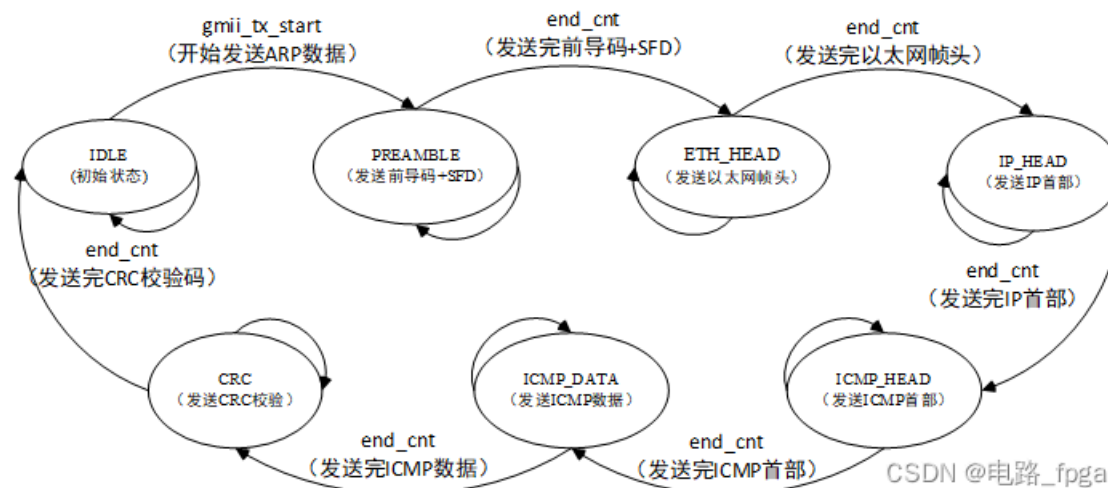 gmii_tx_start
（开始发送ARP数据）
end_cnt
（发送完前导码+SFD）
end_cnt
（发送完以太网帧头）
IDLE
(初始状态)
PREAMBLE
（发送前导码+SFD）
ETH_HEAD
（发送以太网帧头）
IP_HEAD
（发送IP首部）
end_cnt
（发送完CRC校验码）
end_cnt
（发送完IP首部）
CRC
（发送CRC校验）
ICMP_DATA
（发送ICMP数据）
ICMP_HEAD
（发送ICMP首部）
end_cnt
（发送完ICMP数据）
end_cnt
（发送完ICMP首部）
CSDN @电路_fpga